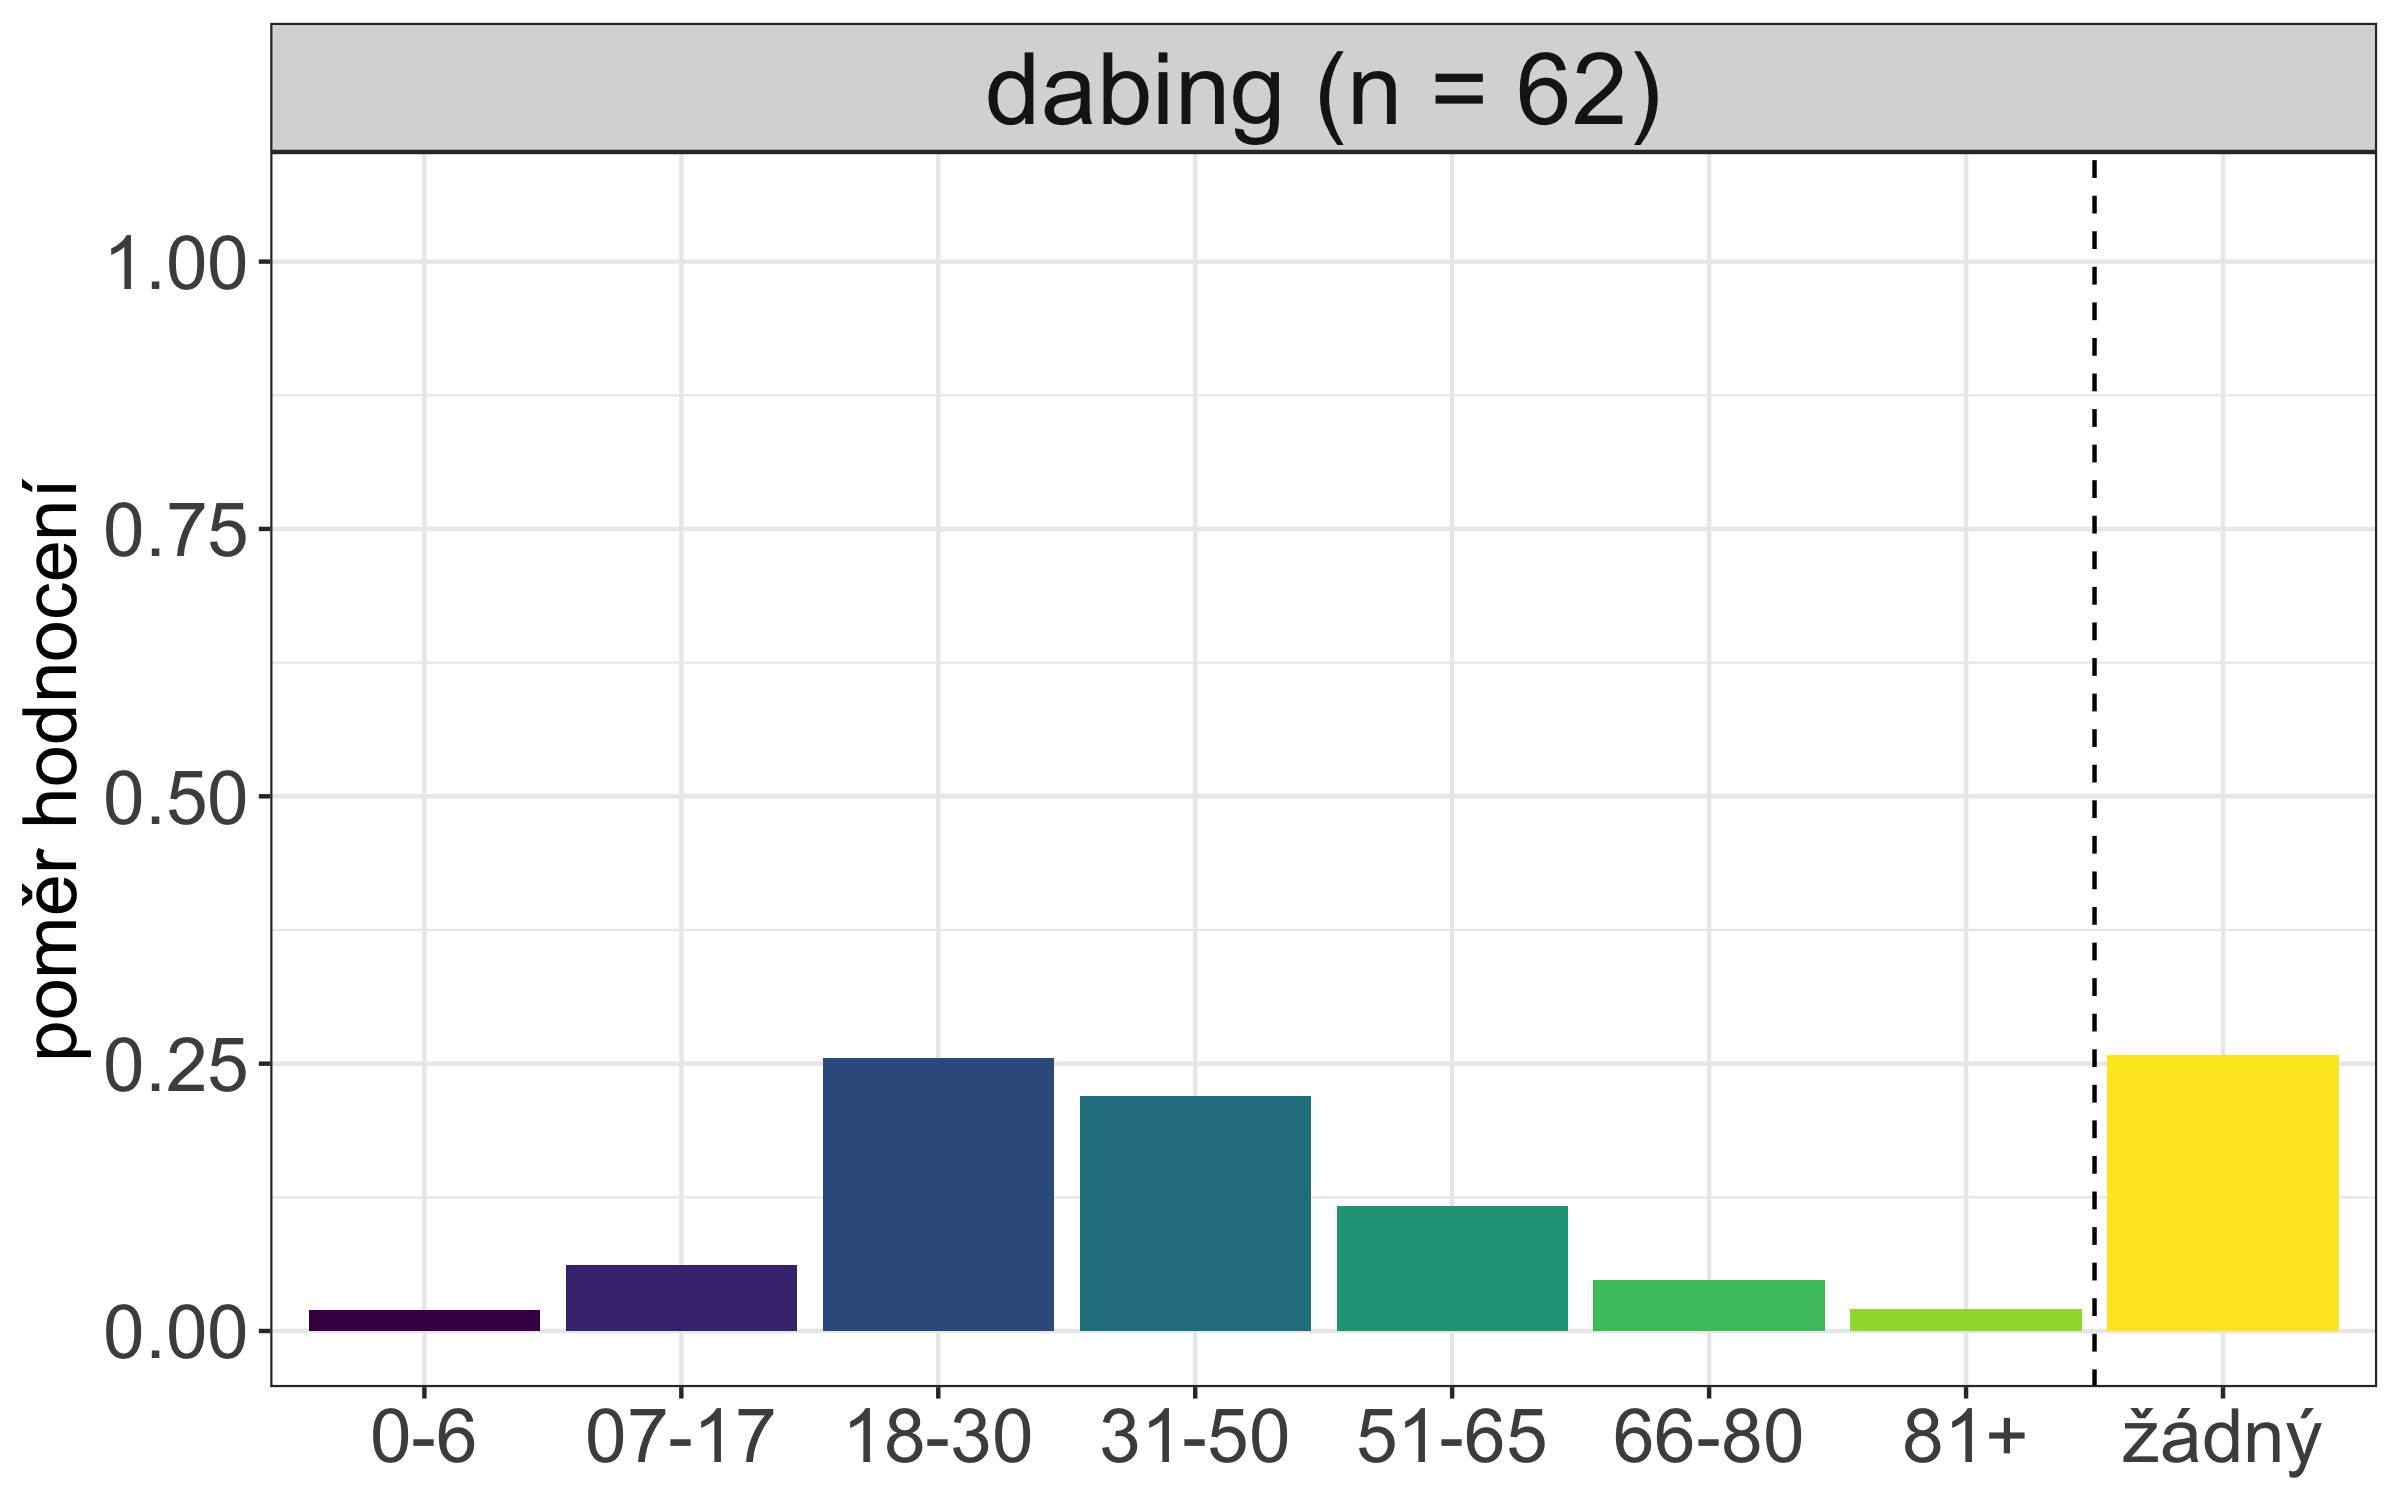 dabing (n = 62)
poměr hodnocení
1.00
0.75
0.50
0.25
0.00
0-6 07-17 18-30 31-50 51-65 66-80 81+ žádný